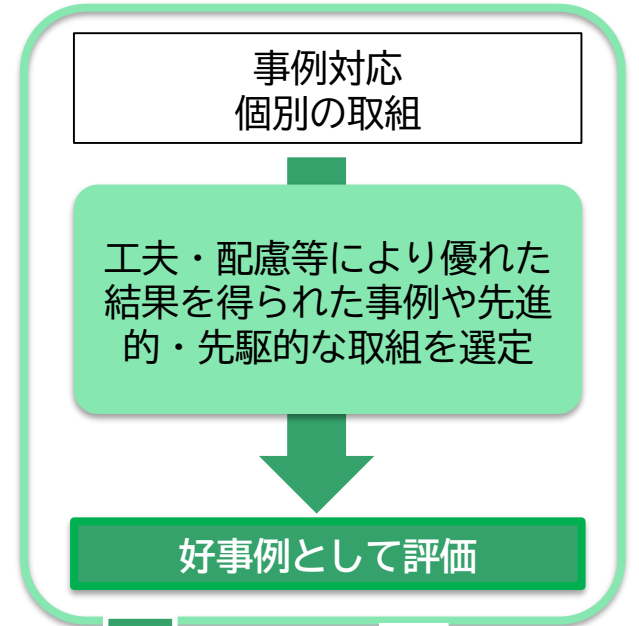 事例対応
個別の取組
工夫・配慮等により優れた
結果を得られた事例や先進
的・先駆的な取組を選定
好事例として評価